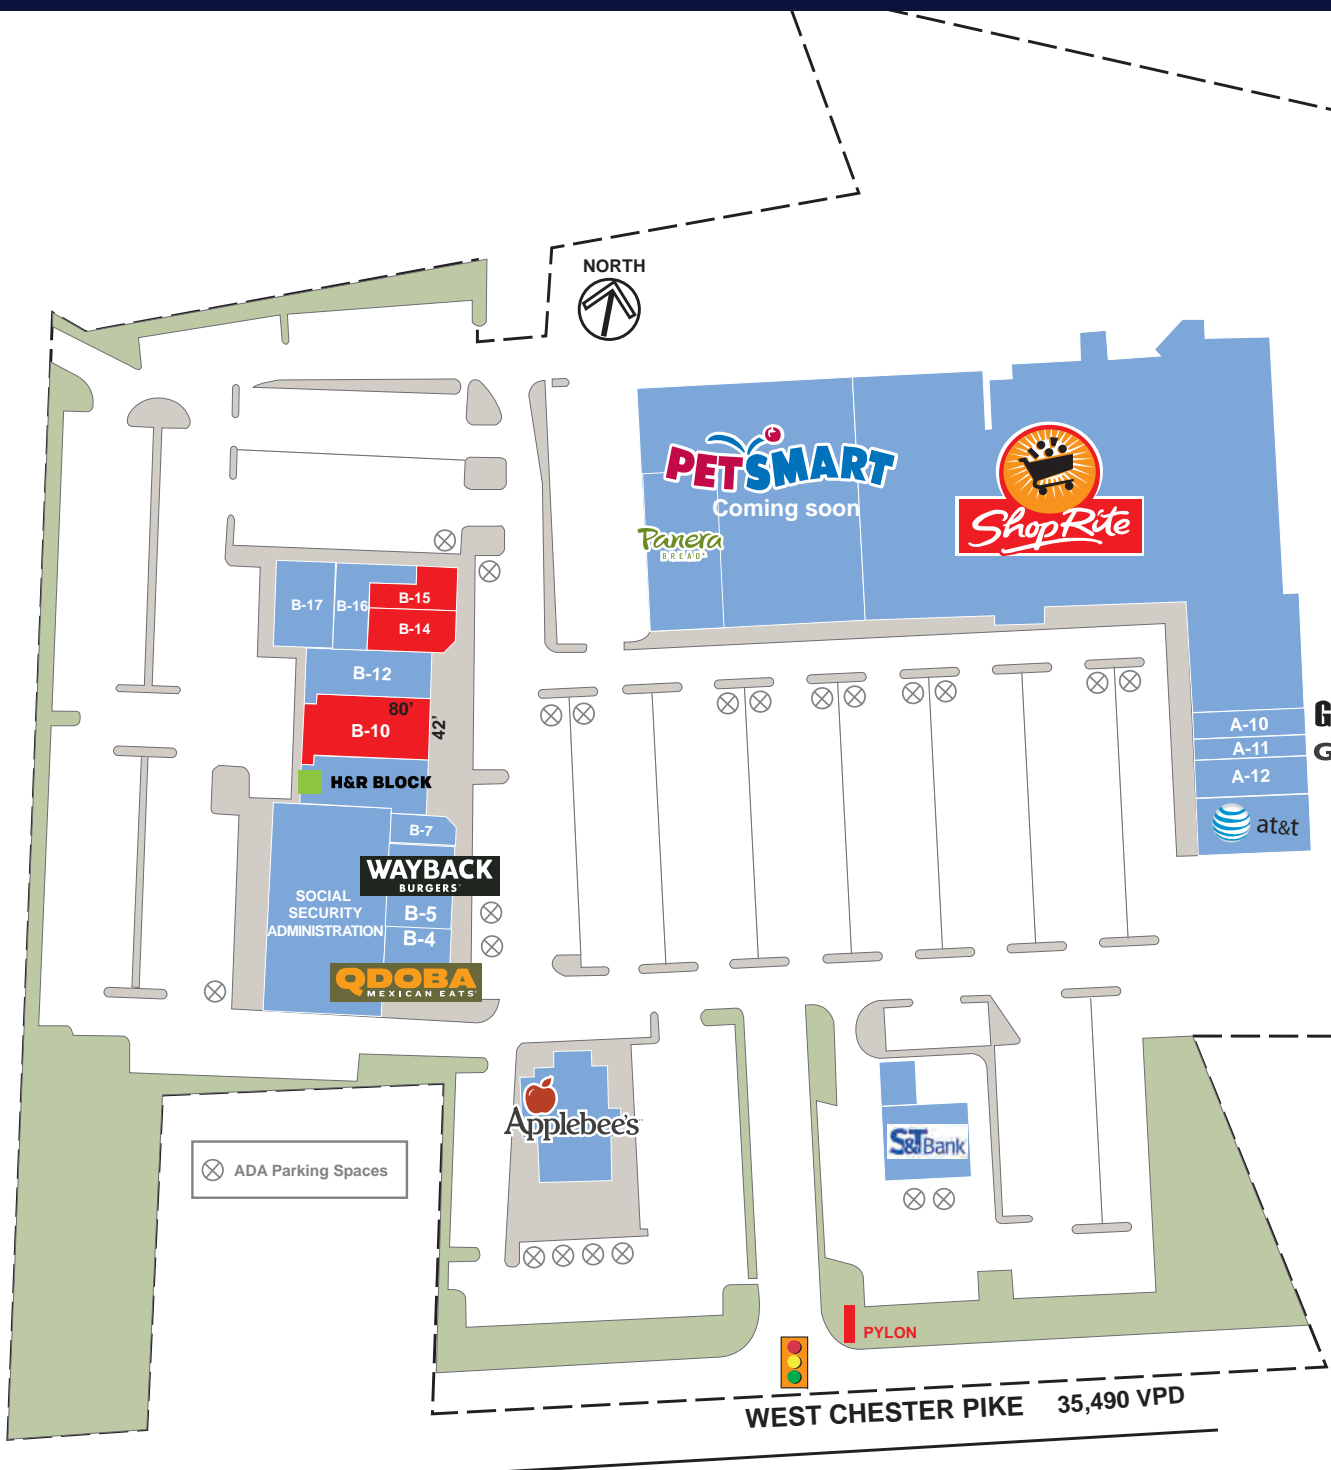 NORTH
PETSMART
Coming soon
Panera
BREAD®
ShopRite
B-17
B-16
B-15
B-14
B-12
80'
42'
B-10
H&R BLOCK
B-7
WAYBACK
BURGERS
SOCIAL
SECURITY
ADMINISTRATION
B-5
B-4
QDOBA
MEXICAN EATS
A-10
G
A-11
G
A-12
at&t
Applebee's
S&T Bank
ADA Parking Spaces
PYLON
WEST CHESTER PIKE 35,490 VPD